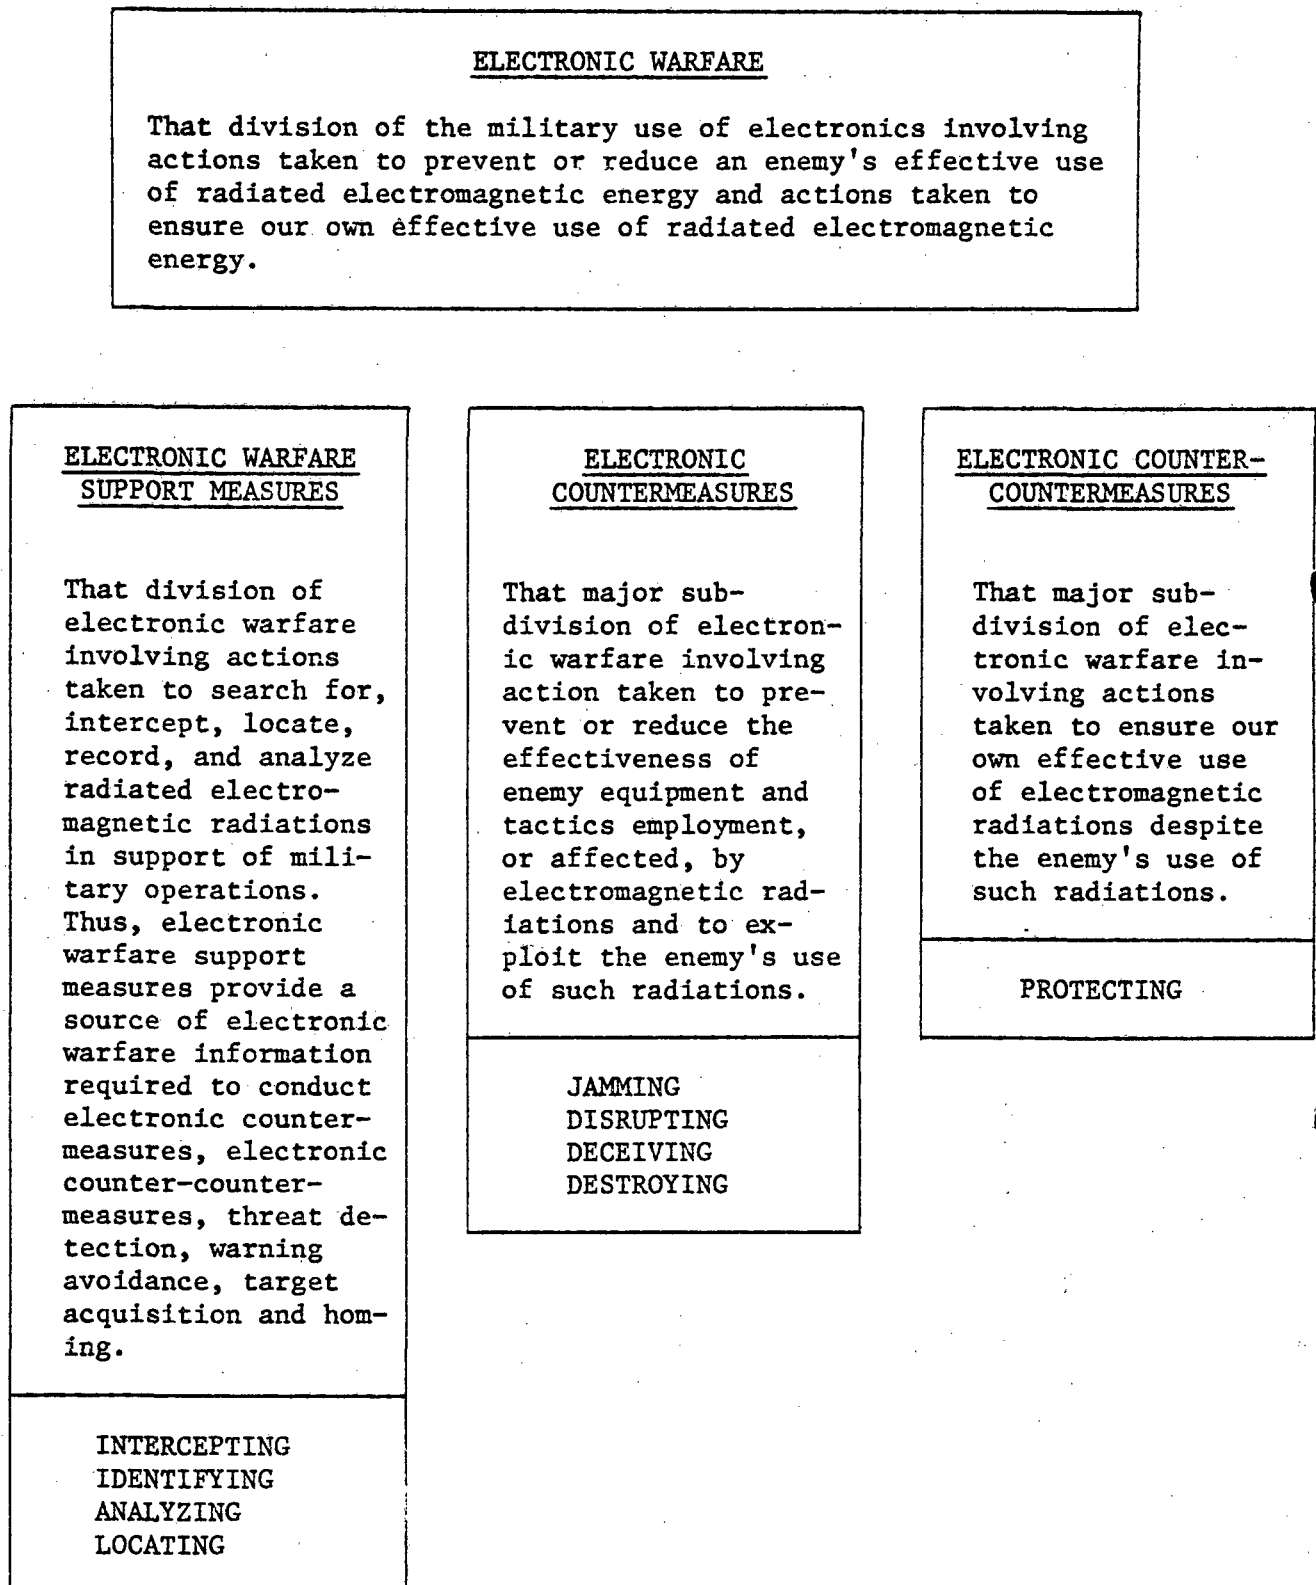 ELECTRONIC WARFARE
That division of the military use of electronics involving
actions taken to prevent or reduce an enemy's effective use
of radiated electromagnetic energy and actions taken to
ensure our own effective use of radiated electromagnetic
energy.
ELECTRONIC WARFARE
SUPPORT MEASURES
That division of
electronic warfare
involving actions
taken to search for,
intercept, locate,
record, and analyze
radiated electro-
magnetic radiations
in support of mili-
tary operations.
Thus, electronic
warfare support
measures provide a
source of electronic
warfare information
required to conduct
electronic counter-
measures, electronic
counter-counter-
measures, threat de-
tection, warning
avoidance, target
acquisition and hom-
ing.
INTERCEPTING
IDENTIFYING
ANALYZING
LOCATING
ELECTRONIC
COUNTERMEASURES
That major sub-
division of electron-
ic warfare involving
action taken to pre-
vent or reduce the
effectiveness of
enemy equipment and
tactics employment,
or affected, by
electromagnetic rad-
iations and to ex-
ploit the enemy's use
of such radiations.
JAMMING
DISRUPTING
DECEIVING
DESTROYING
ELECTRONIC COUNTER-
COUNTERMEASURES
That major sub-
division of elec-
tronic warfare in-
volving actions
taken to ensure our
own effective use
of electromagnetic
radiations despite
the enemy's use of
such radiations.
PROTECTING